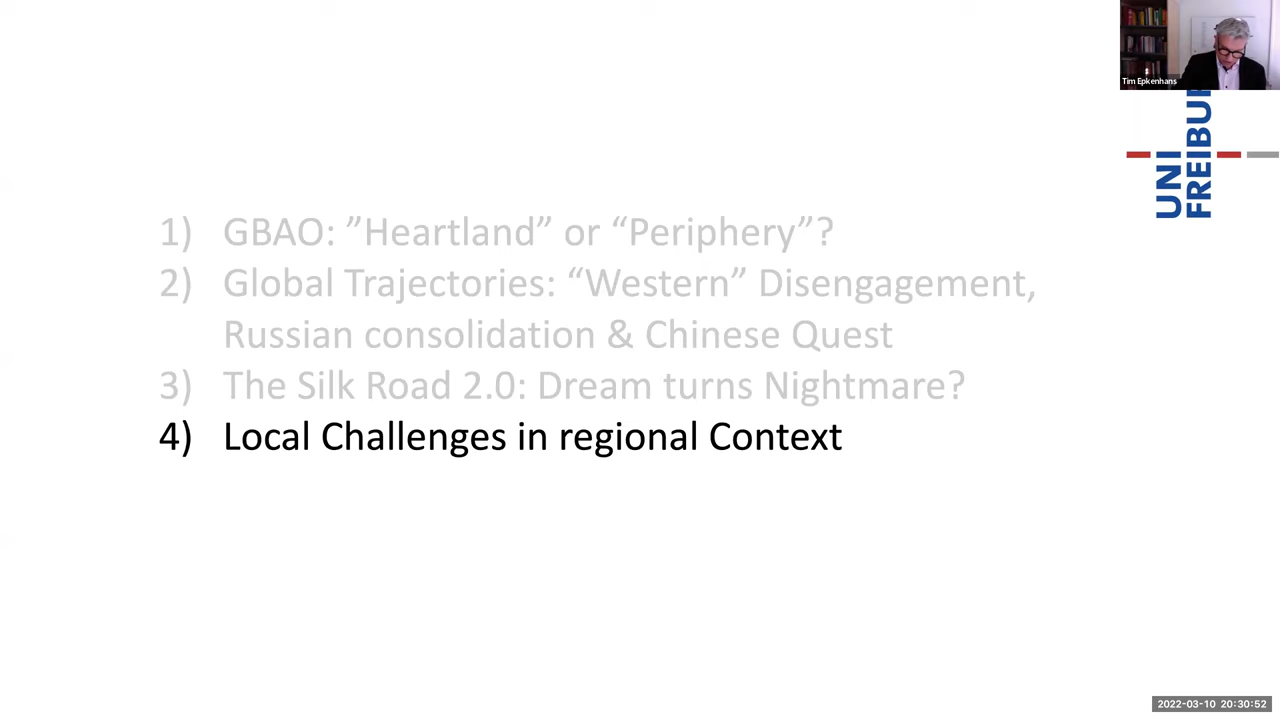 Tim Epkenhans
UNI
FREIBUR
1) GBAO: ”Heartland” or “Periphery”?
2) Global Trajectories: “Western” Disengagement,
Russian consolidation & Chinese Quest
3) The Silk Road 2.0: Dream turns Nightmare?
4) Local Challenges in regional Context
2022-03-10 20:30:52